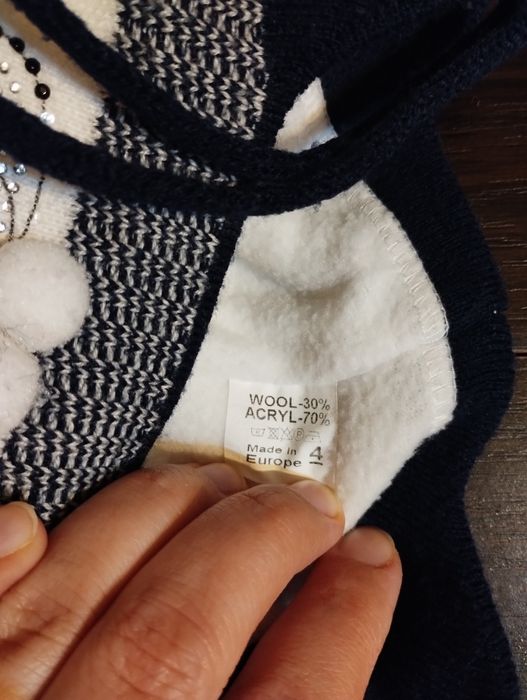 WOOL-30%
ACRYL-70%
Made in
Europe 4